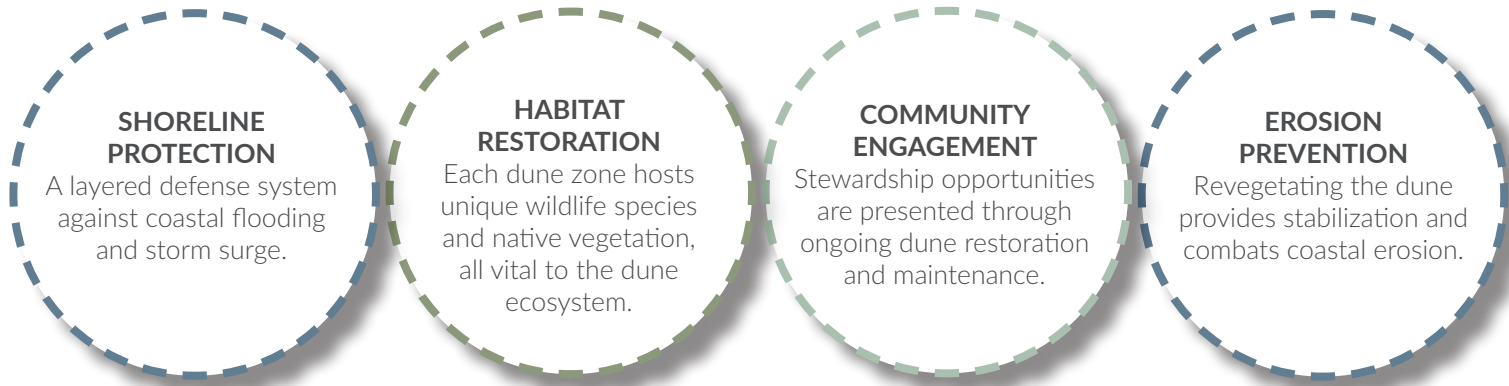 SHORELINE
PROTECTION
A layered defense system
against coastal flooding
and storm surge.
HABITAT
RESTORATION
Each dune zone hosts
unique wildlife species
and native vegetation,
all vital to the dune
ecosystem.
COMMUNITY
ENGAGEMENT
Stewardship opportunities
are presented through
ongoing dune restoration
and maintenance.
EROSION
PREVENTION
Revegetating the dune
provides stabilization and
combats coastal erosion.